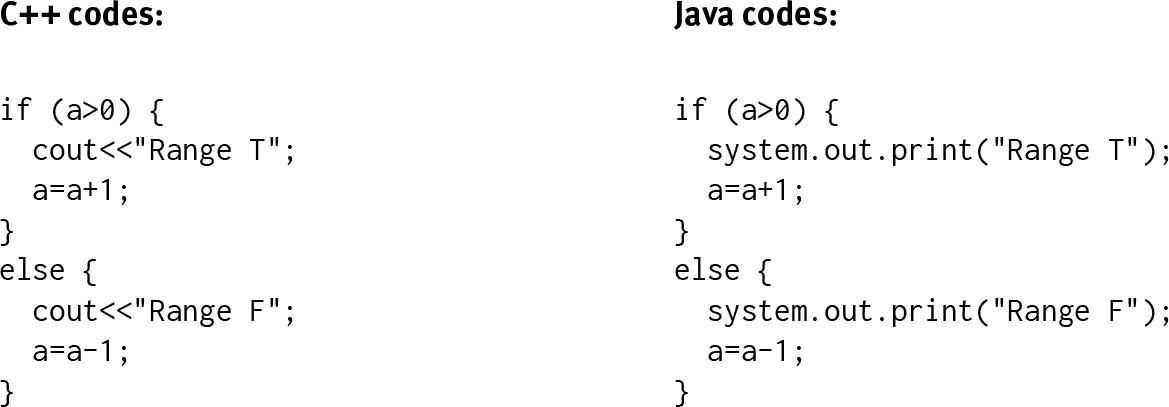 C++ codes:
if (a>0) {
  cout<<"Range T";
  a=a+1;
}
else {
  cout<<"Range F";
  a=a-1;
}
Java codes:
if (a>0) {
  system.out.print("Range T");
  a=a+1;
}
else {
  system.out.print("Range F");
  a=a-1;
}